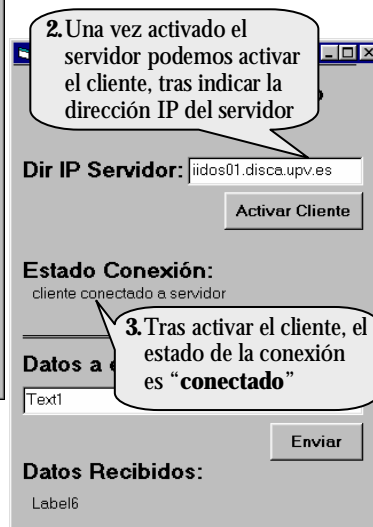 2. Una vez activado el
servidor podemos activar
el cliente, tras indicar la
dirección IP del servidor
Dir IP Servidor: iidos01.disca.upv.es
Activar Cliente
Estado Conexión:
cliente conectado a servidor
3. Tras activar el cliente, el
estado de la conexión
es “conectado”
Datos a
Text1
Enviar
Datos Recibidos:
Label6